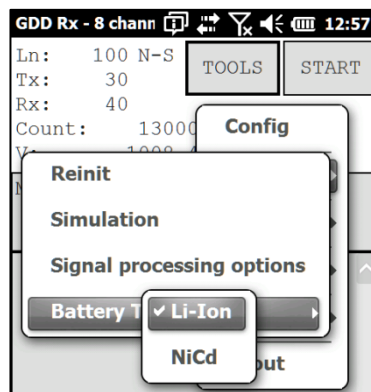 GDD Rx - 8 chann 12:57
Ln: 100 N-S
TOOLS START
Tx: 30
Rx: 40
Count: 13000
Config
Reinit
Simulation
Signal processing options
Battery T
✓ Li-Ion
NiCd
out